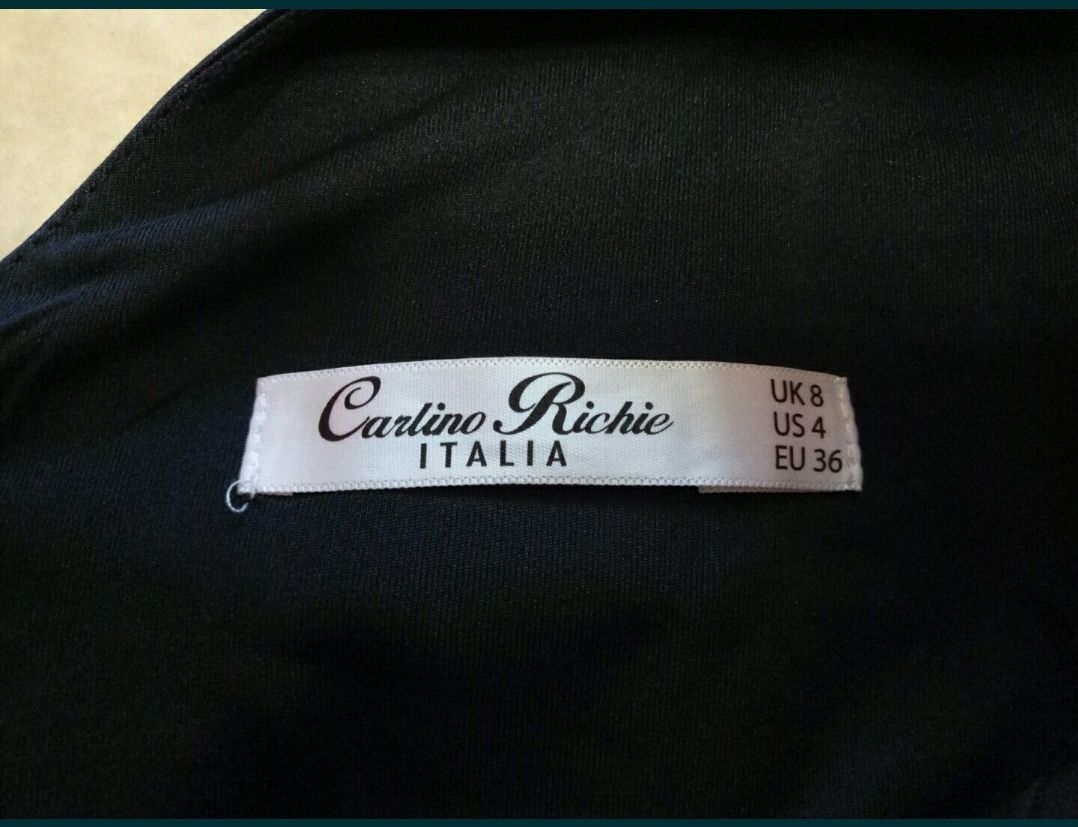 Carlino Richie
ITALIA
UK 8
US 4
EU 36